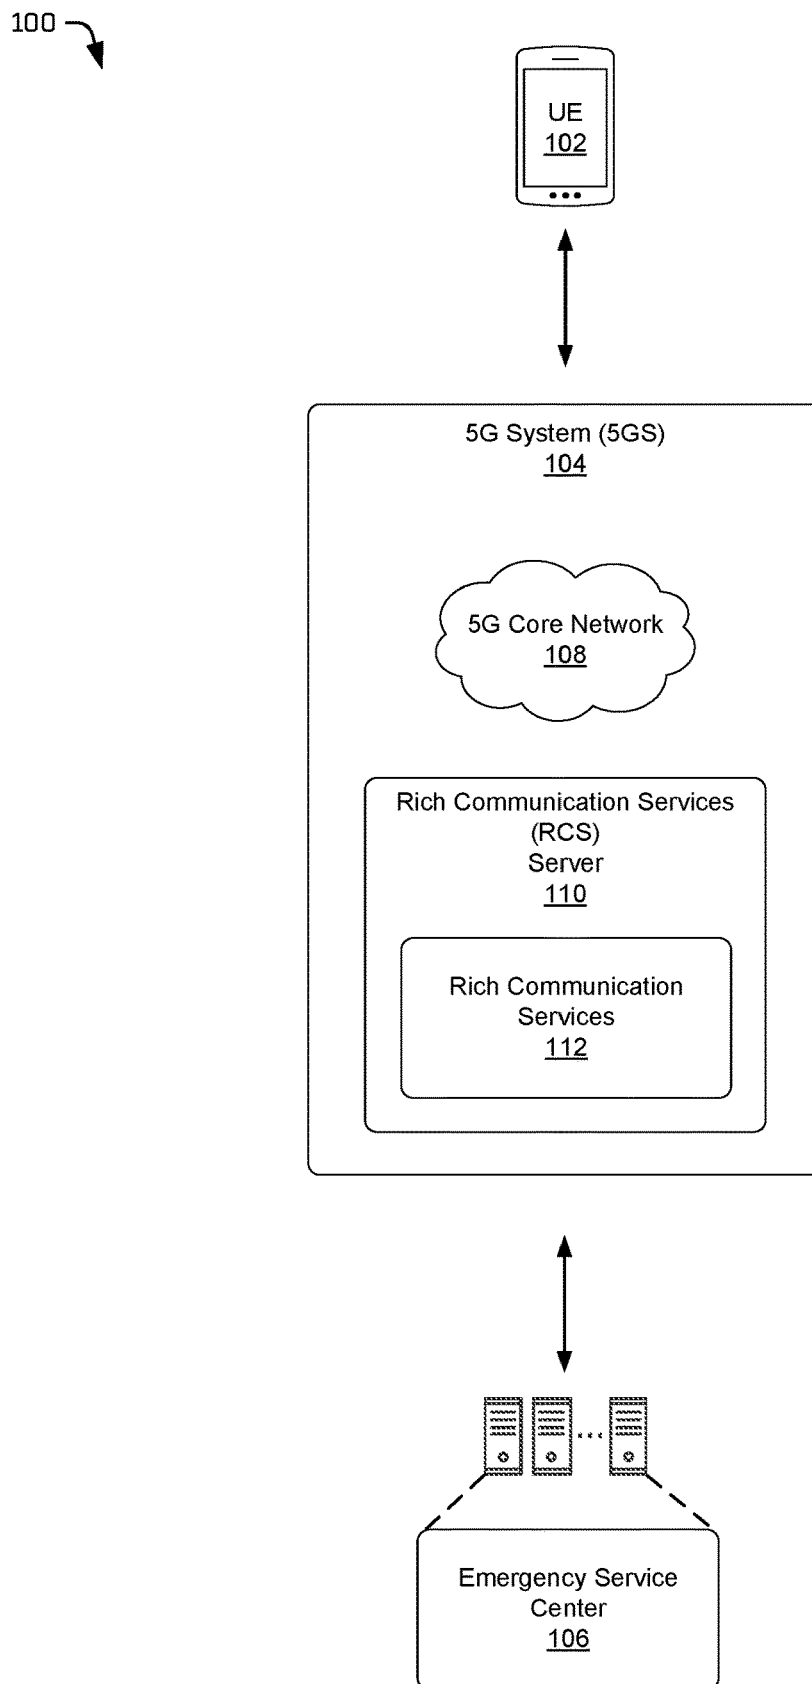 100
UE
102
5G System (5GS)
104
5G Core Network
108
Rich Communication Services
(RCS)
Server
110
Rich Communication
Services
112
Emergency Service
Center
106